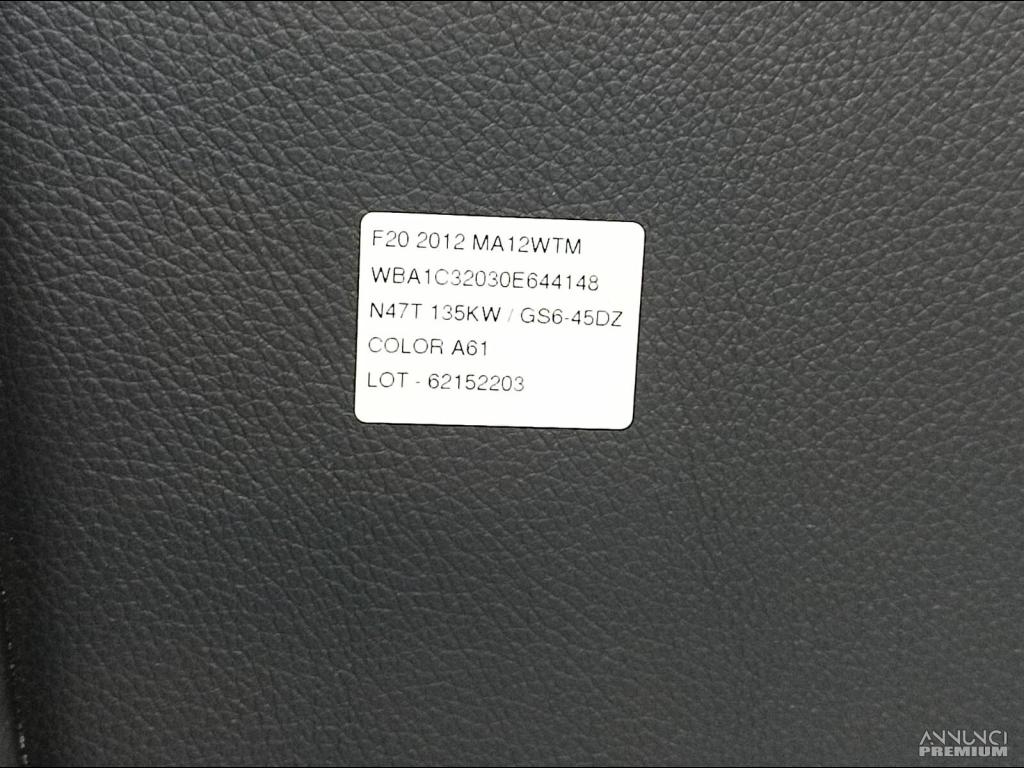 F20 2012 MA12WTM
WBA1C32030E644148
N47T 135KW / GS6-45DZ
COLOR A61
LOT - 62152203
ANNUNCI
PREMIUM